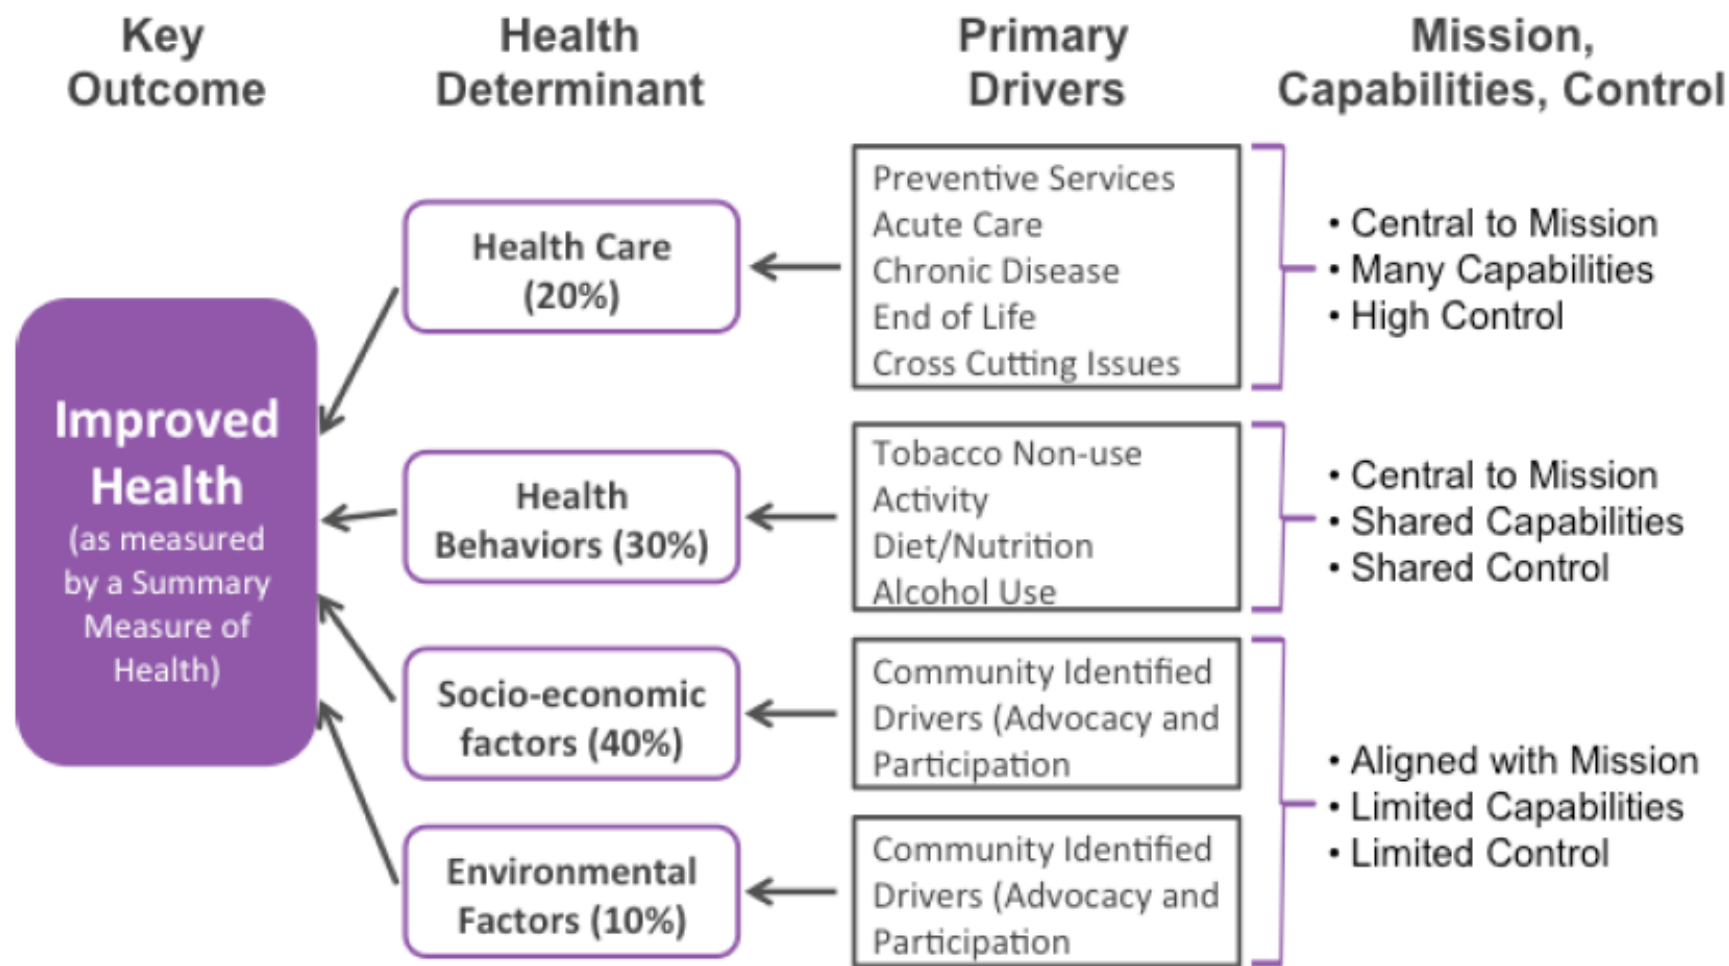 Key
Outcome
Health
Determinant
Primary
Drivers
Mission,
Capabilities, Control
Improved
Health
(as measured
by a Summary
Measure of
Health)
Health Care
(20%)
Preventive Services
Acute Care
Chronic Disease
End of Life
Cross Cutting Issues
• Central to Mission
• Many Capabilities
• High Control
Health
Behaviors (30%)
Tobacco Non-use
Activity
Diet/Nutrition
Alcohol Use
• Central to Mission
• Shared Capabilities
• Shared Control
Socio-economic
factors (40%)
Community Identified
Drivers (Advocacy and
Participation
Environmental
Factors (10%)
Community Identified
Drivers (Advocacy and
Participation
• Aligned with Mission
• Limited Capabilities
• Limited Control